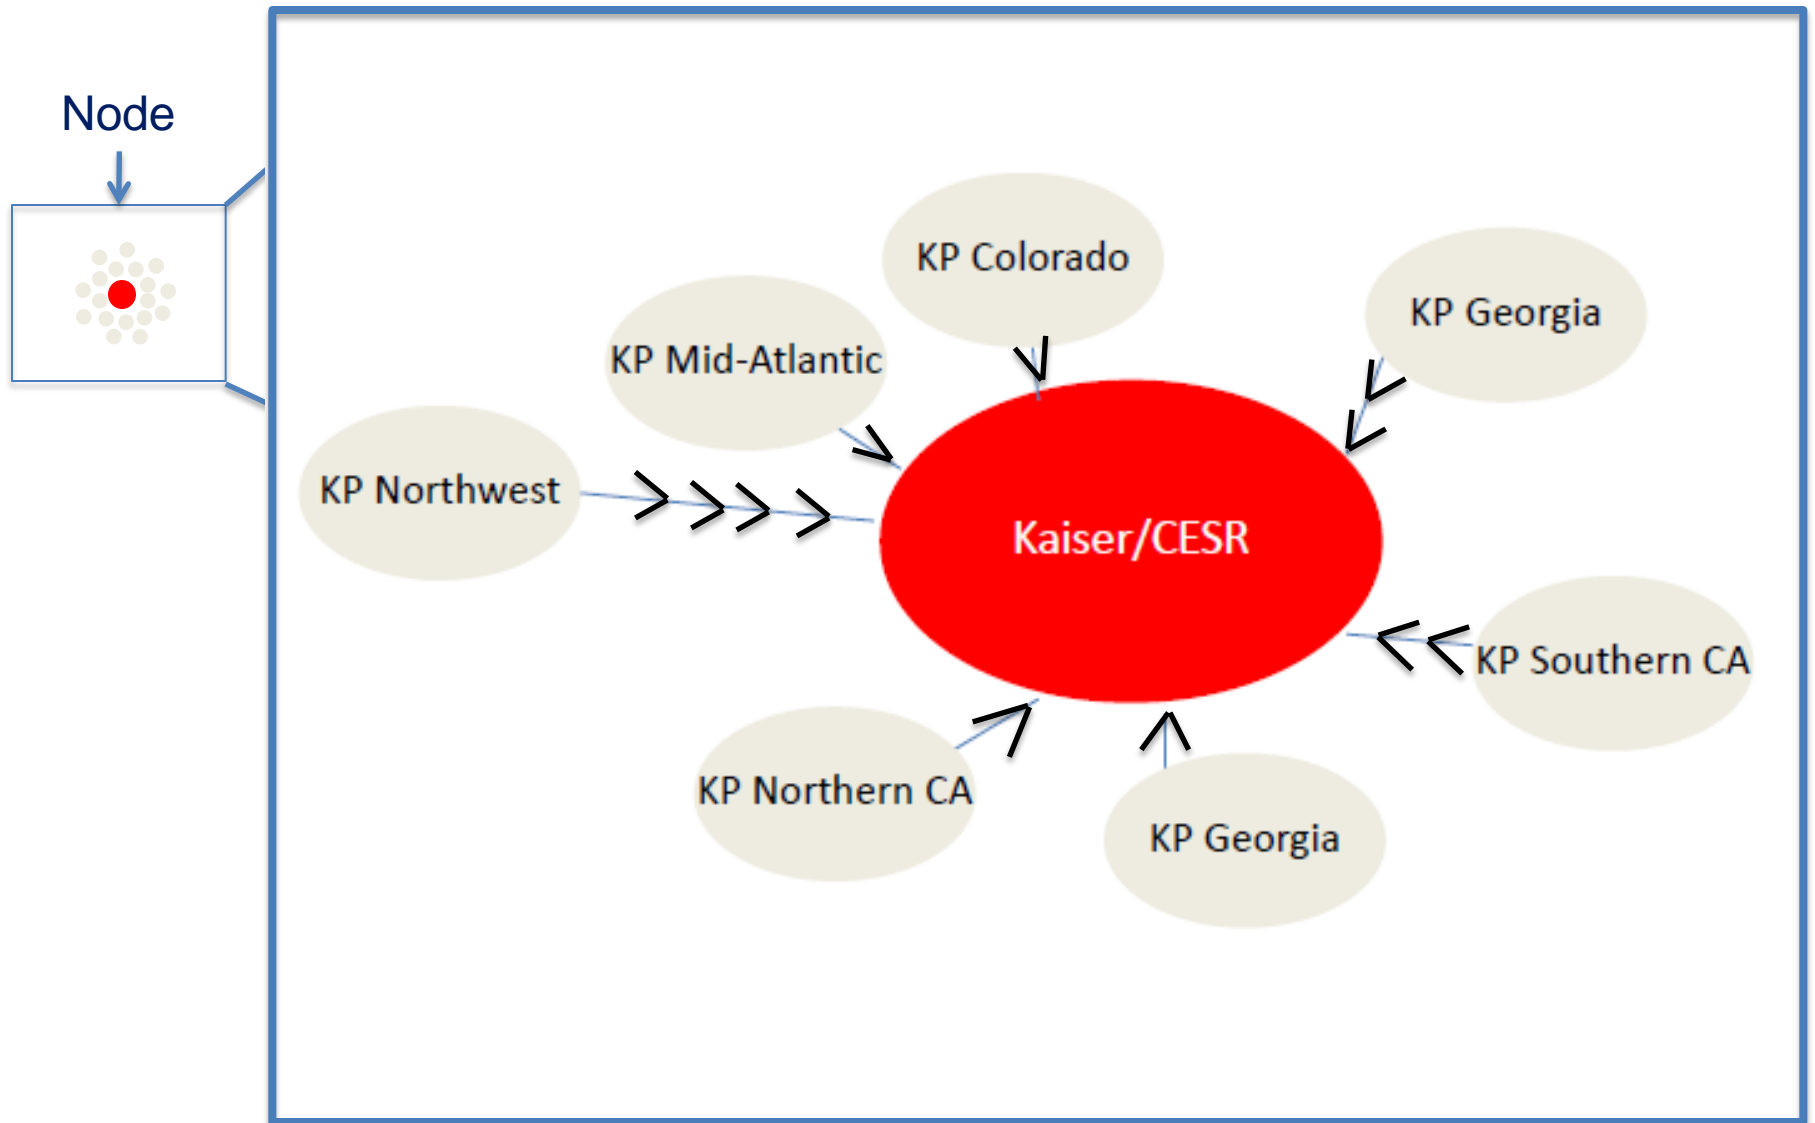 Node
KP Colorado
KP Georgia
KP Mid-Atlantic
KP Northwest
Kaiser/CESR
KP Southern CA
KP Northern CA
KP Georgia